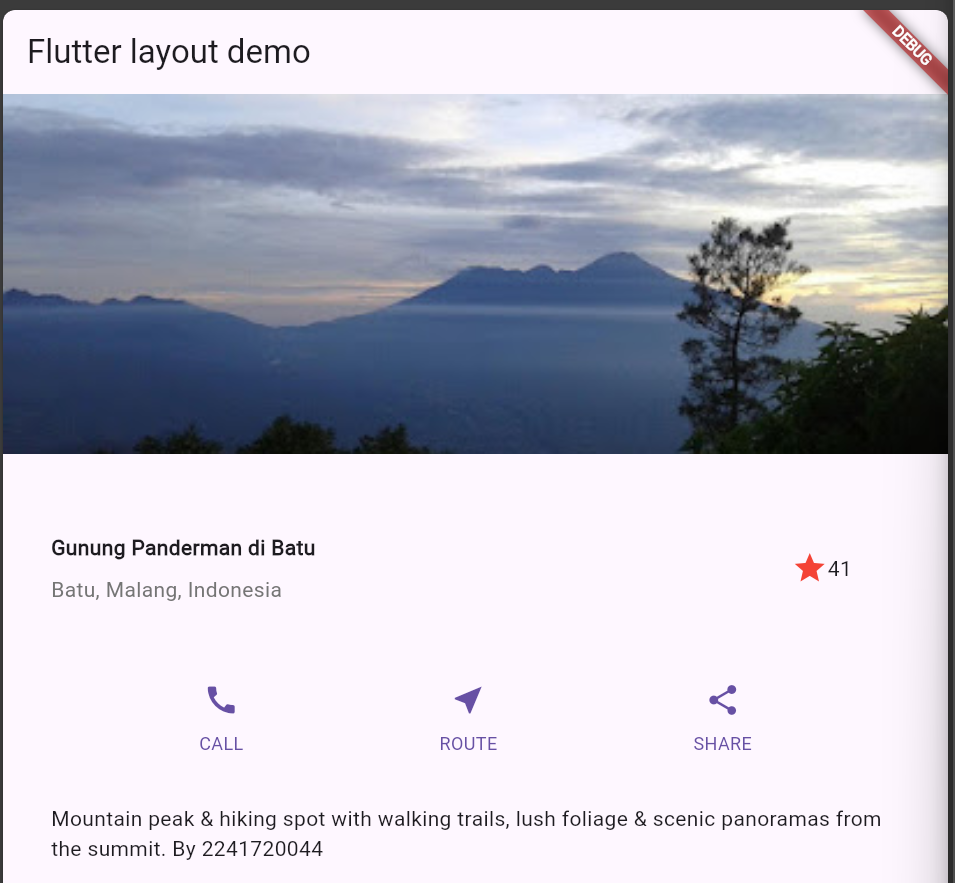 Flutter layout demo
DEBUG
Gunung Panderman di Batu
Batu, Malang, Indonesia
41
CALL
ROUTE
SHARE
Mountain peak & hiking spot with walking trails, lush foliage & scenic panoramas from
the summit. By 2241720044